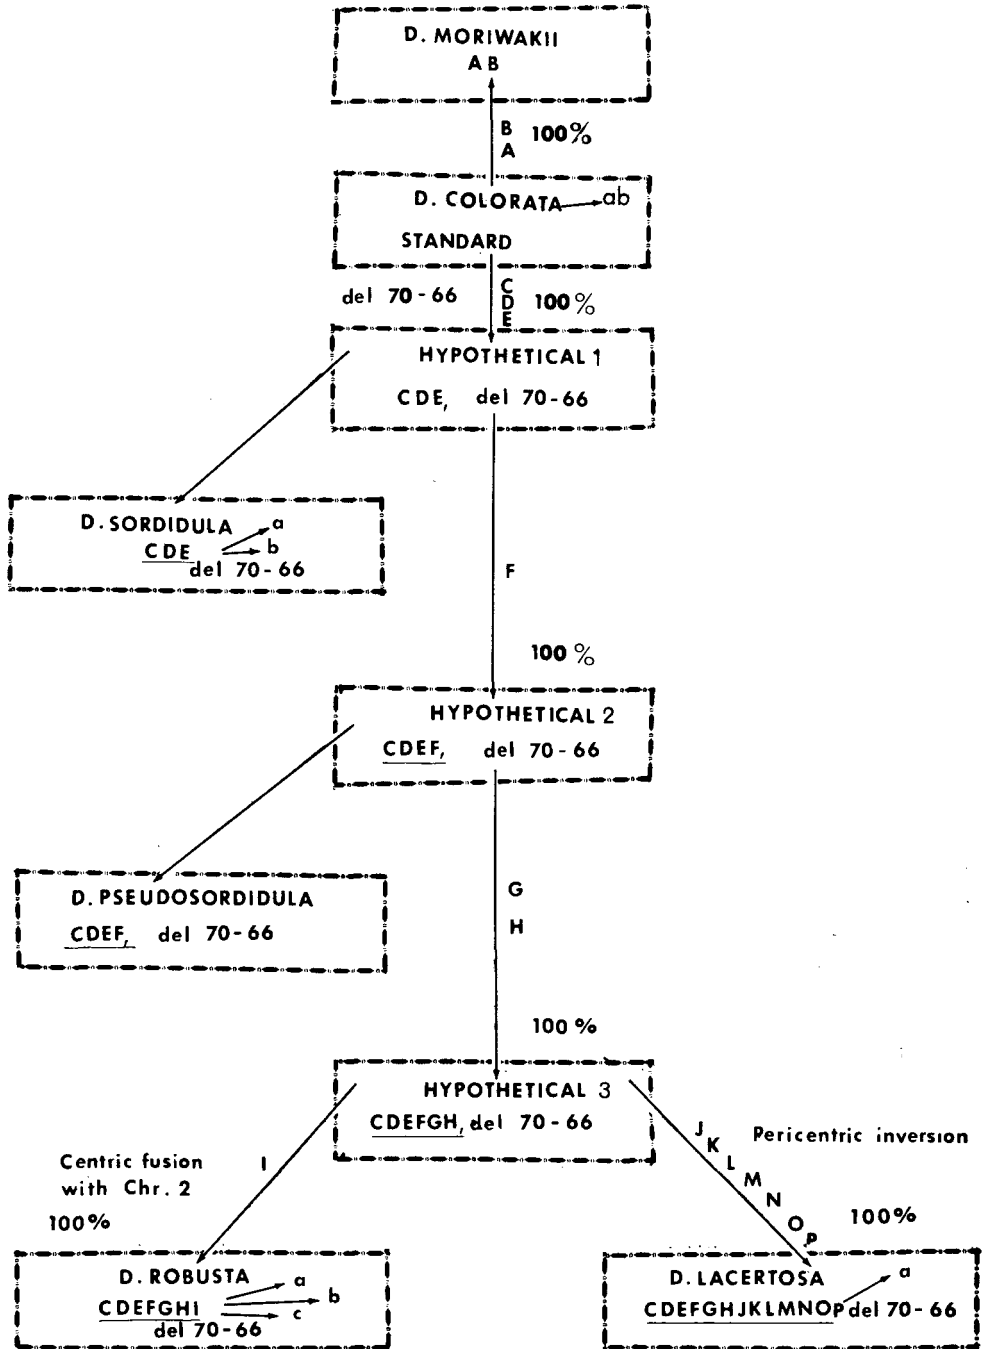 D. MORIWAKII
AB
B 100%
A
D. COLORATA ab
STANDARD
del 70-66
C
D 100%
E
HYPOTHETICAL 1
CDE, del 70-66
D. SORDIDULA a
CDE b
del 70-66
F
100%
HYPOTHETICAL 2
CDEF, del 70-66
D. PSEUDOSORDIDULA
CDEF, del 70-66
G
H
100%
HYPOTHETICAL 3
CDEFGH, del 70-66
Centric fusion
with Chr. 2
100%
I
J
K
L
M
N
O
P
Pericentric inversion
100%
D. ROBUSTA a
CDEFGHI b
c
del 70-66
D. LACERTOSA a
CDEFGHJKLMNOP del 70-66